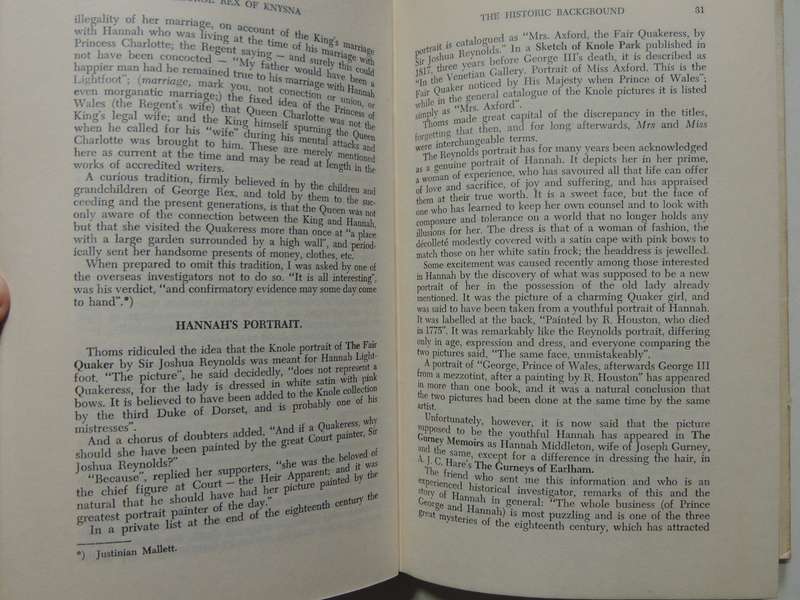 REX OF KNYSNA
illegality of her marriage, on account of the King's marriage
with Hannah who was living at the time of his marriage with
Princess Charlotte; the Regent saying — and surely this could
not have been concocted — "My father would have been a
happier man had he remained true to his marriage with Hannah
Lightfoot"; (marriage, mark you, not conection or union, or
even morganatic marriage;) the fixed idea of the Princess of
Wales (the Regent's wife) that Queen Charlotte was not the
King's legal wife; and the King himself spurning the Queen
when he called for his "wife" during his mental attacks and
Charlotte was brought to him. These are merely mentioned
here as current at the time and may be read at length in the
works of accredited writers.
A curious tradition, firmly believed in by the children and
grandchildren of George Rex, and told by them to the suc-
ceeding and the present generations, is that the Queen was not
only aware of the connection between the King and Hannah,
but that she visited the Quakeress more than once at "a place
with a large garden surrounded by a high wall", and period-
ically sent her handsome presents of money, clothes, etc.
When prepared to omit this tradition, I was asked by one of
the overseas investigators not to do so. "It is all interesting",
was his verdict, "and confirmatory evidence may some day come
to hand".*)
HANNAH'S PORTRAIT.
Thoms ridiculed the idea that the Knole portrait of The Fair
Quaker by Sir Joshua Reynolds was meant for Hannah Light-
foot. "The picture", he said decidedly, "does not represent a
Quakeress, for the lady is dressed in white satin with pink
bows. It is believed to have been added to the Knole collection
by the third Duke of Dorset, and is probably one of his
mistresses".
And a chorus of doubters added, "And if a Quakeress, why
should she have been painted by the great Court painter, Sir
Joshua Reynolds?"
"Because", replied her supporters, "she was the beloved of
the chief figure at Court — the Heir Apparent; and it was
natural that he should have had her picture painted by the
greatest portrait painter of the day."
In a private list at the end of the eighteenth century the
*) Justinian Mallett.
THE HISTORIC BACKGROUND 31
portrait is catalogued as "Mrs. Axford, the Fair Quakeress, by
Sir Joshua Reynolds." In a Sketch of Knole Park published in
1817, three years before George III's death, it is described as
"In the Venetian Gallery. Portrait of Miss Axford. This is the
Fair Quaker noticed by His Majesty when Prince of Wales";
while in the general catalogue of the Knole pictures it is listed
simply as "Mrs. Axford".
Thoms made great capital of the discrepancy in the titles,
forgetting that then, and for long afterwards, Mrs and Miss
were interchangeable terms.
The Reynolds portrait has for many years been acknowledged
as a genuine portrait of Hannah. It depicts her in her prime,
a woman of experience, who has savoured all that life can offer
of love and sacrifice, of joy and suffering, and has appraised
them at their true worth. It is a sweet face, but the face of
one who has learned to keep her own counsel and to look with
composure and tolerance on a world that no longer holds any
illusions for her. The dress is that of a woman of fashion, the
décolleté modestly covered with a satin cape with pink bows to
match those on her white satin frock; the headdress is jewelled.
Some excitement was caused recently among those interested
in Hannah by the discovery of what was supposed to be a new
portrait of her in the possession of the old lady already
mentioned. It was the picture of a charming Quaker girl, and
was said to have been taken from a youthful portrait of Hannah.
It was labelled at the back, "Painted by R. Houston, who died
in 1775". It was remarkably like the Reynolds portrait, differing
only in age, expression and dress, and everyone comparing the
two pictures said, "The same face, unmistakeably".
A portrait of "George, Prince of Wales, afterwards George III
from a mezzotint, after a painting by R. Houston" has appeared
in more than one book, and it was a natural conclusion that
the two pictures had been done at the same time by the same
artist.
Unfortunately, however, it is now said that the picture
supposed to be the youthful Hannah has appeared in The
Gurney Memoirs as Hannah Middleton, wife of Joseph Gurney,
and the same, except for a difference in dressing the hair, in
A. J. C. Hare's The Gurneys of Earlham.
The friend who sent me this information and who is an
experienced historical investigator, remarks of this and the
story of Hannah in general: "The whole business (of Prince
George and Hannah) is most puzzling and is one of the three
great mysteries of the eighteenth century, which has attracted